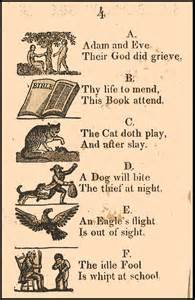 4
A.
Adam and Eve
Their God did grieve.
B.
Thy life to mend,
This Book attend.
BIBLE
C.
The Cat doth play,
And after slay.
D.
A Dog will bite
The thief at night.
E.
An Eagle's flight
Is out of sight.
F.
The idle Fool
Is whipt at school.